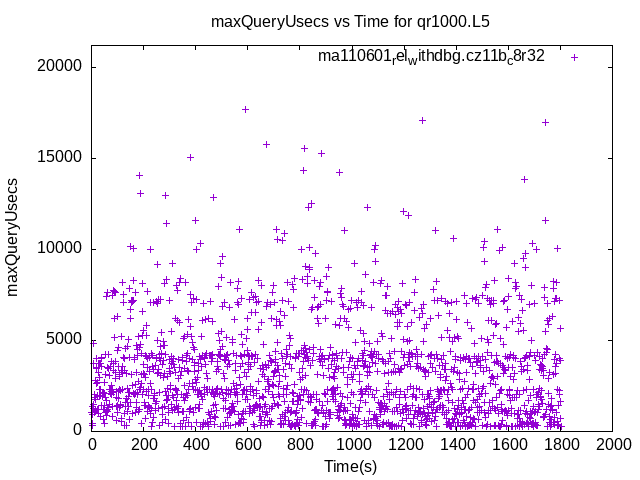 maxQueryUsecs vs Time for qr1000.L5
ma110601relwithdbg.cz11bc8r32
maxQueryUsecs
20000
15000
10000
5000
0
0 200 400 600 800 1000 1200 1400 1600 1800 2000
Time(s)